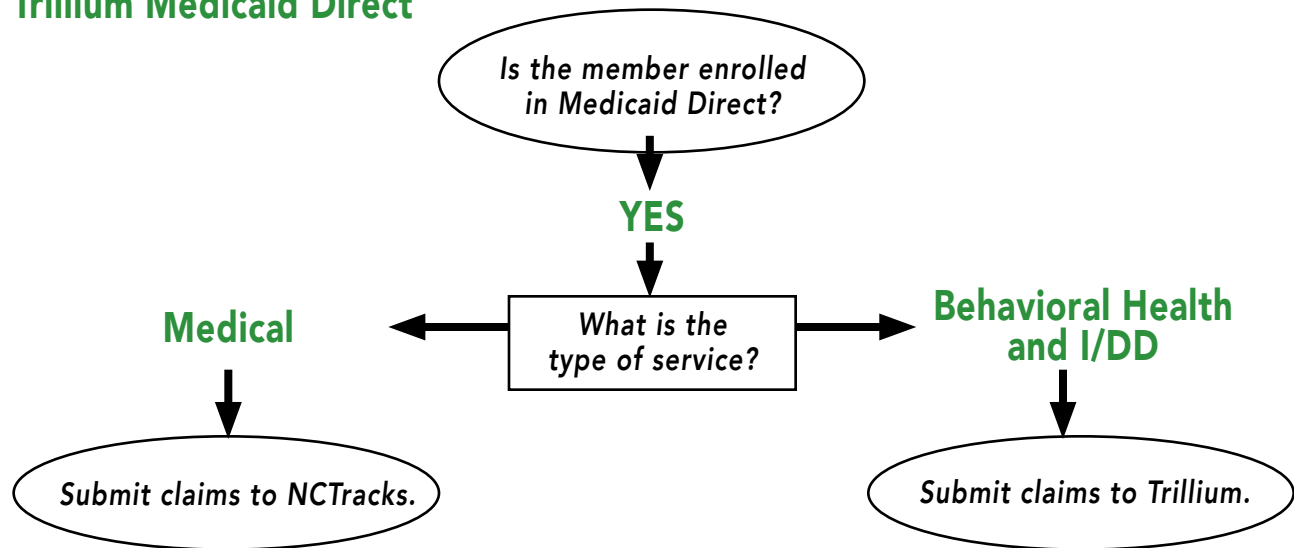 Trillium Medicaid Direct
Is the member enrolled
in Medicaid Direct?
YES
What is the
type of service?
Medical
Behavioral Health
and I/DD
Submit claims to NCTracks.
Submit claims to Trillium.